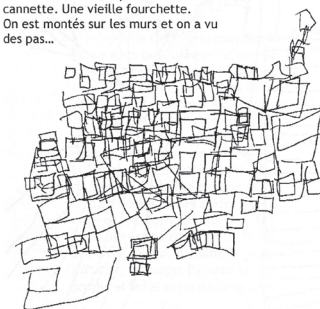 cannette. Une vieille fourchette.
On est montés sur les murs et on a vu
des pas...